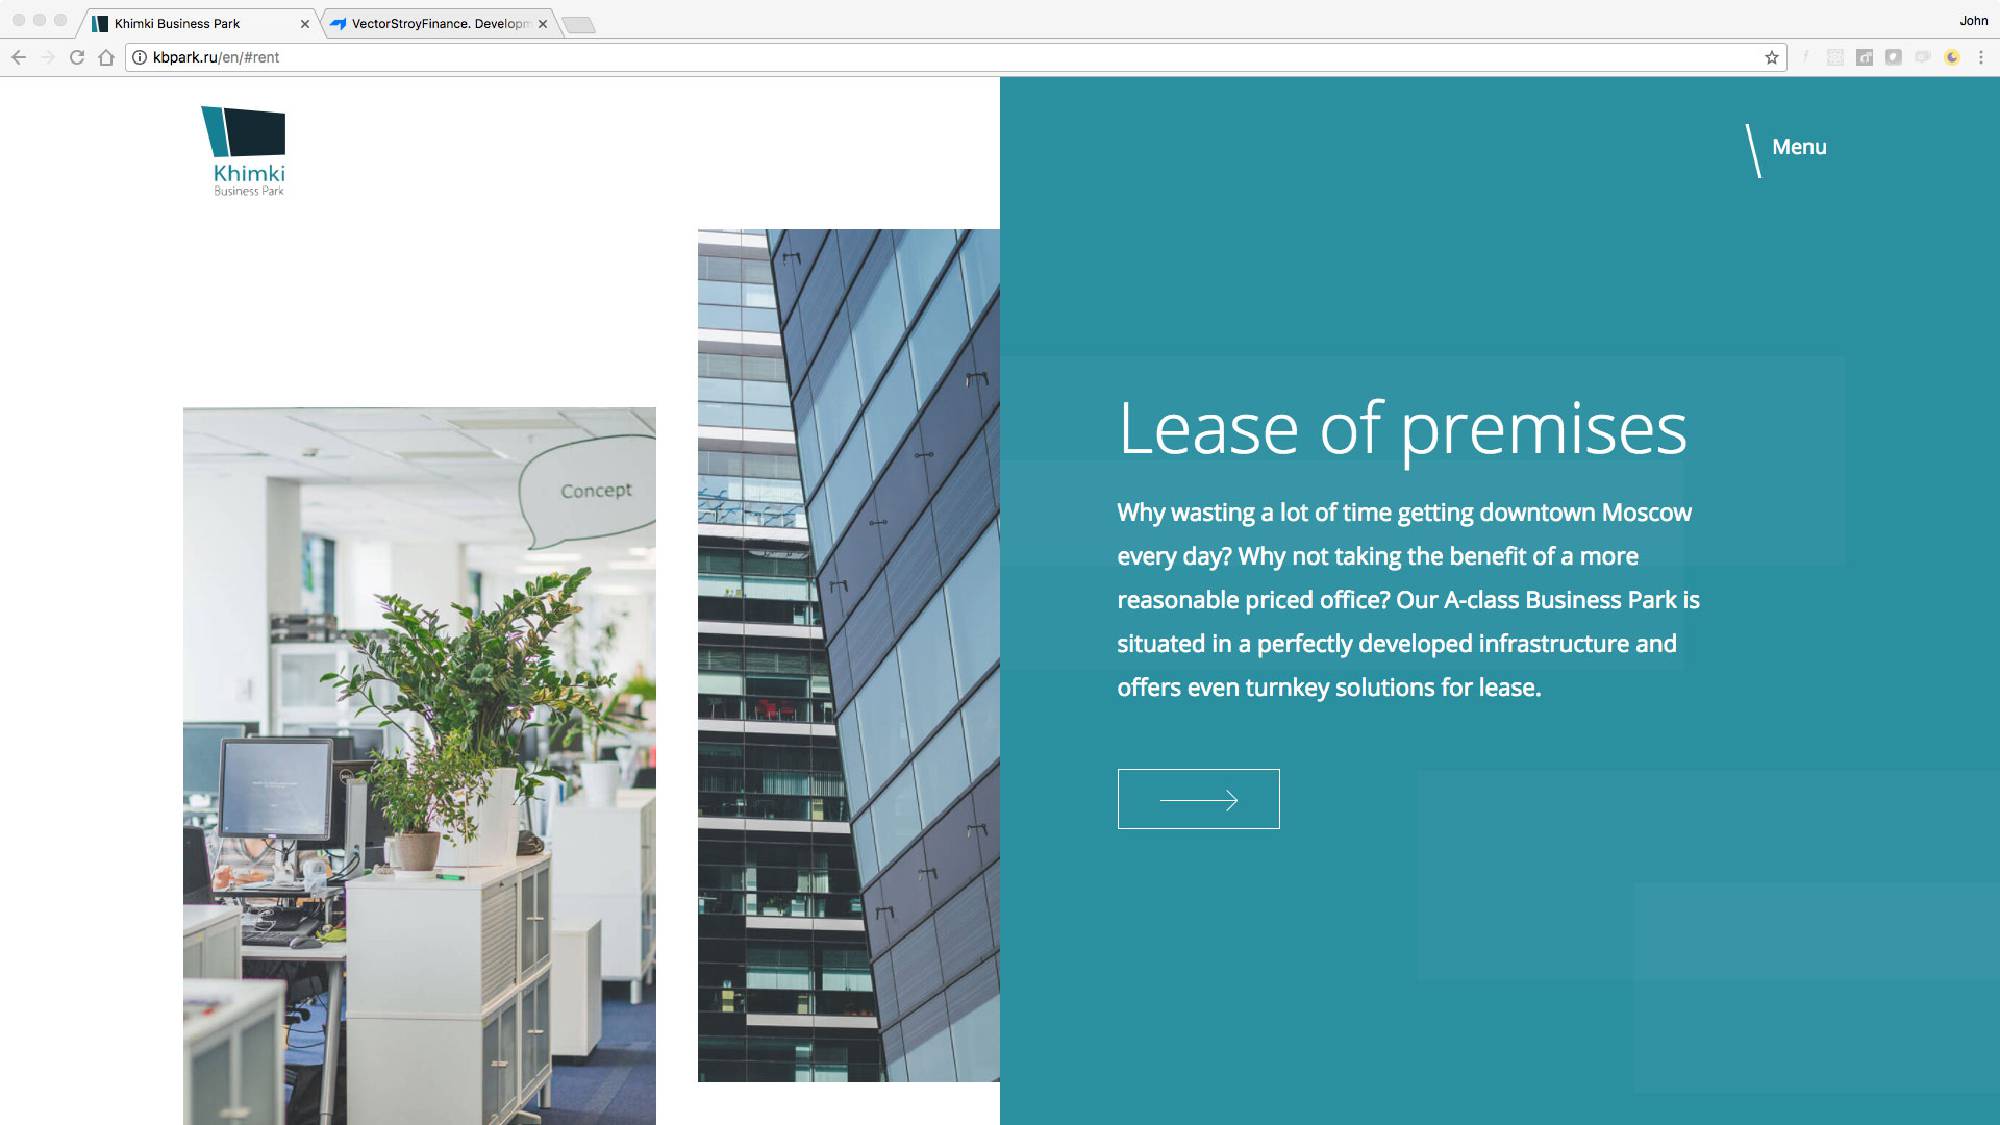 Khimki Business Park
VectorStroyFinance. Developm
John
kbpark.ru/en/#rent
Khimki
Business Park
Menu
Concept
Lease of premises
Why wasting a lot of time getting downtown Moscow
every day? Why not taking the benefit of a more
reasonable priced office? Our A-class Business Park is
situated in a perfectly developed infrastructure and
offers even turnkey solutions for lease.